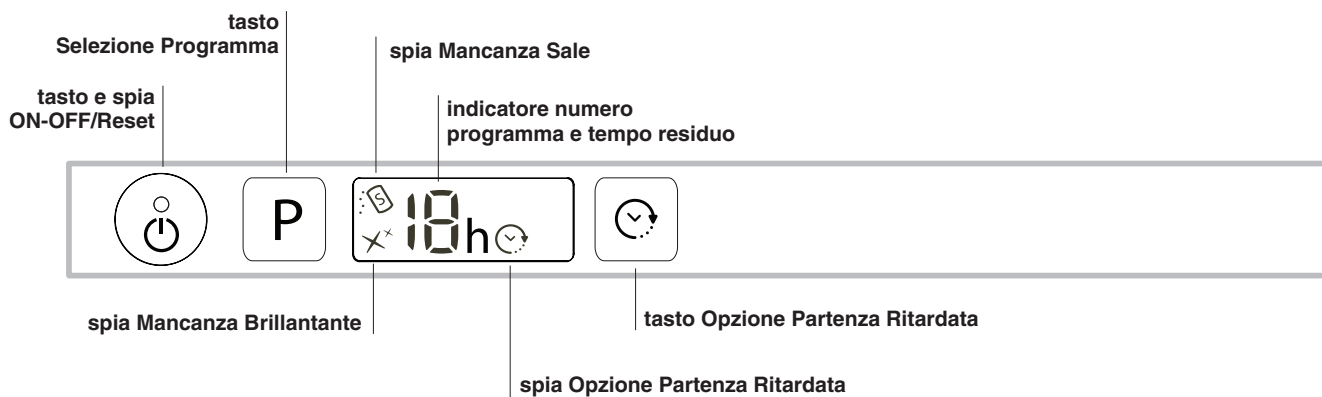 tasto
Selezione Programma
spia Mancanza Sale
tasto e spia
ON-OFF/Reset
indicatore numero
programma e tempo residuo
P
S
18h
spia Mancanza Brillantante
tasto Opzione Partenza Ritardata
spia Opzione Partenza Ritardata